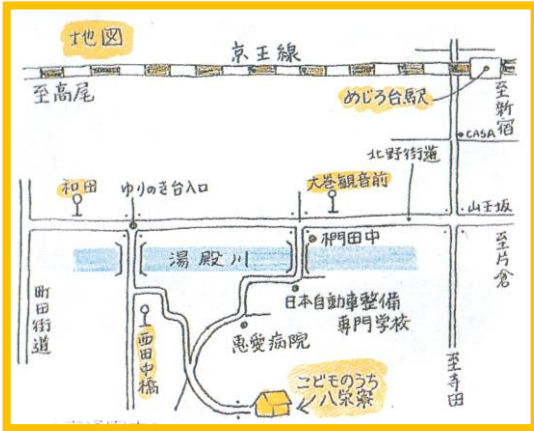 地図
京王線
至高尾
めじろ台駅
至新宿
CASA
北野街道
和田
ゆりのき台入口
大巻観音前
山王坂
湯殿川
椚田中
至片倉
日本自動車整備
専門学校
町田街道
西田中橋
恵愛病院
至寺田
こどものうち
八栄寮